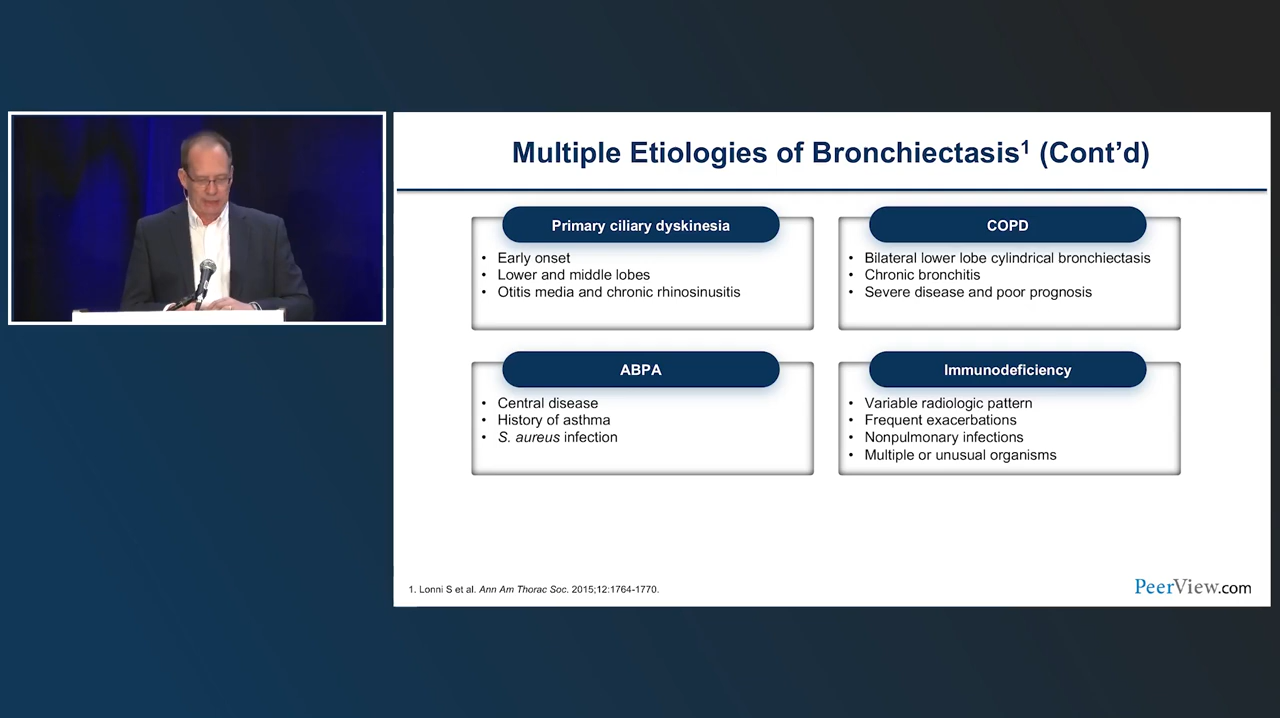 Multiple Etiologies of Bronchiectasis¹ (Cont’d)
Primary ciliary dyskinesia
• Early onset
• Lower and middle lobes
• Otitis media and chronic rhinosinusitis
COPD
• Bilateral lower lobe cylindrical bronchiectasis
• Chronic bronchitis
• Severe disease and poor prognosis
ABPA
• Central disease
• History of asthma
• S. aureus infection
Immunodeficiency
• Variable radiologic pattern
• Frequent exacerbations
• Nonpulmonary infections
• Multiple or unusual organisms
1. Lonni S et al. Ann Am Thorac Soc. 2015;12:1764-1770.
PeerView.com